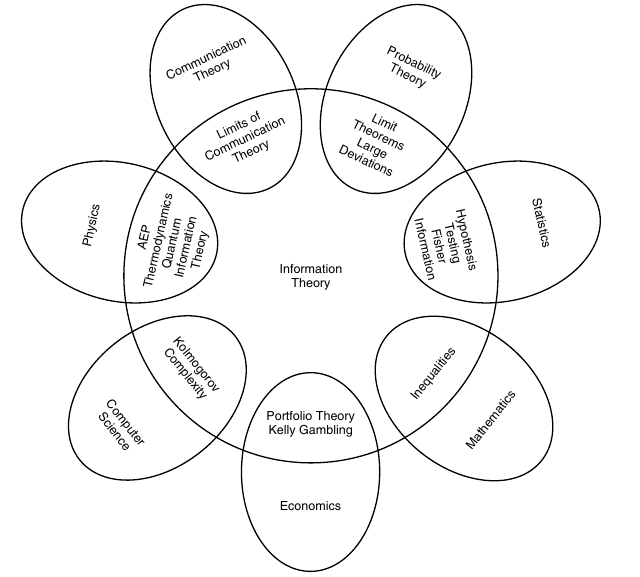 Communication
Theory
Probability
Theory
Limits of
Communication
Theory
Limit
Theorems
Large
Deviations
Physics
AEP
Thermodynamics
Quantum
Information
Theory
Hypothesis
Testing
Fisher
Information
Statistics
Information
Theory
Kolmogorov
Complexity
Computer
Science
Inequalities
Mathematics
Portfolio Theory
Kelly Gambling
Economics